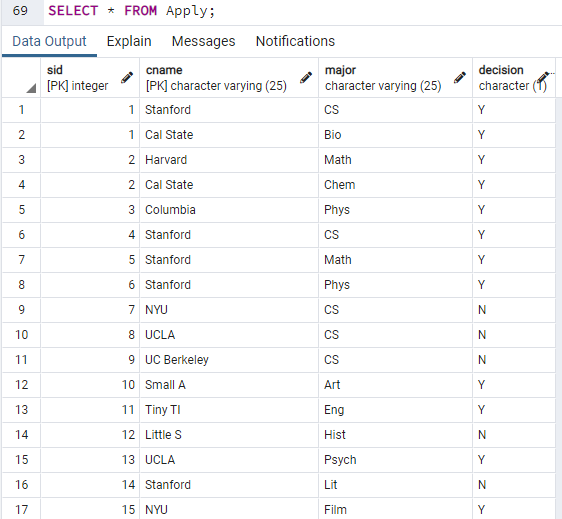 69 SELECT * FROM Apply;
Data Output Explain Messages Notifications
sid cname major decision
[PK] integer [PK] character varying (25) character varying (25) character (1)
1 1 Stanford CS Y
2 1 Cal State Bio Y
3 2 Harvard Math Y
4 2 Cal State Chem Y
5 3 Columbia Phys Y
6 4 Stanford CS Y
7 5 Stanford Math Y
8 6 Stanford Phys Y
9 7 NYU CS N
10 8 UCLA CS N
11 9 UC Berkeley CS N
12 10 Small A Art Y
13 11 Tiny TI Eng Y
14 12 Little S Hist N
15 13 UCLA Psych Y
16 14 Stanford Lit N
17 15 NYU Film Y